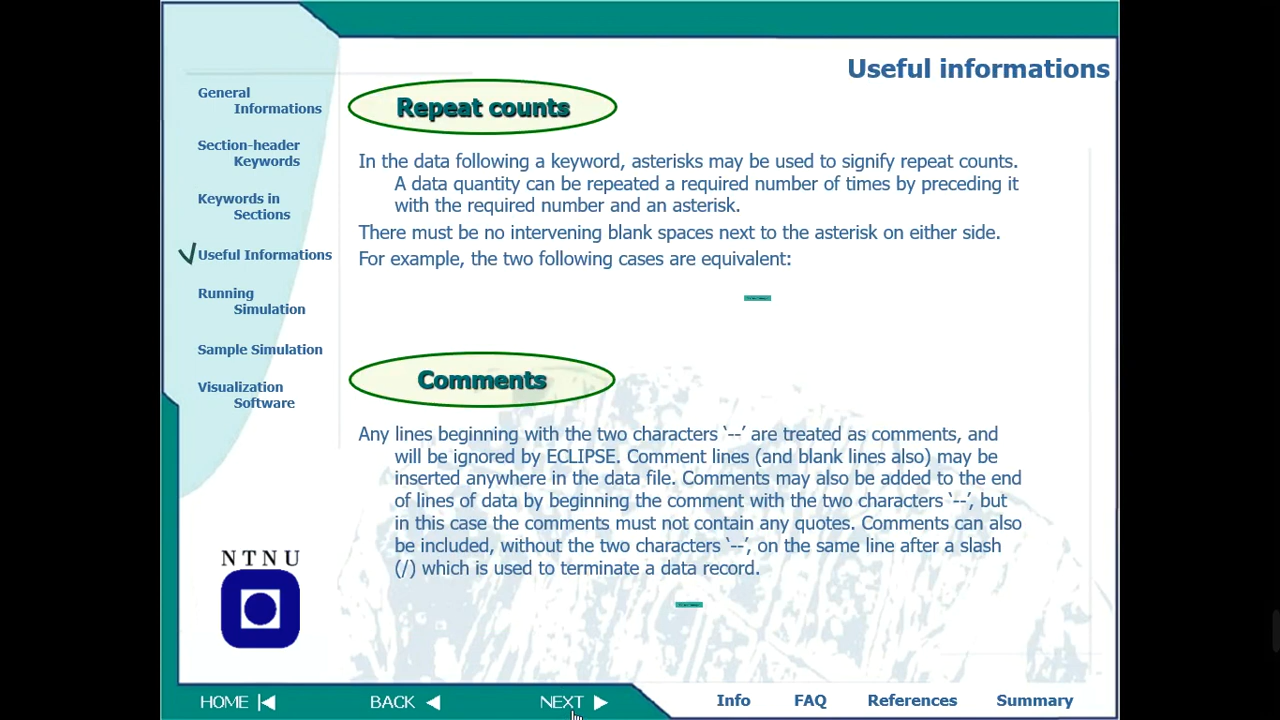 Useful informations
General
Informations
Section-header
Keywords
Keywords in
Sections
Useful Informations
Running
Simulation
Sample Simulation
Visualization
Software
NTNU
Repeat counts
In the data following a keyword, asterisks may be used to signify repeat counts.
A data quantity can be repeated a required number of times by preceding it
with the required number and an asterisk.
There must be no intervening blank spaces next to the asterisk on either side.
For example, the two following cases are equivalent:
Comments
Any lines beginning with the two characters ‘--’ are treated as comments, and
will be ignored by ECLIPSE. Comment lines (and blank lines also) may be
inserted anywhere in the data file. Comments may also be added to the end
of lines of data by beginning the comment with the two characters ‘--’, but
in this case the comments must not contain any quotes. Comments can also
be included, without the two characters ‘--’, on the same line after a slash
(/) which is used to terminate a data record.
HOME BACK NEXT Info FAQ References Summary